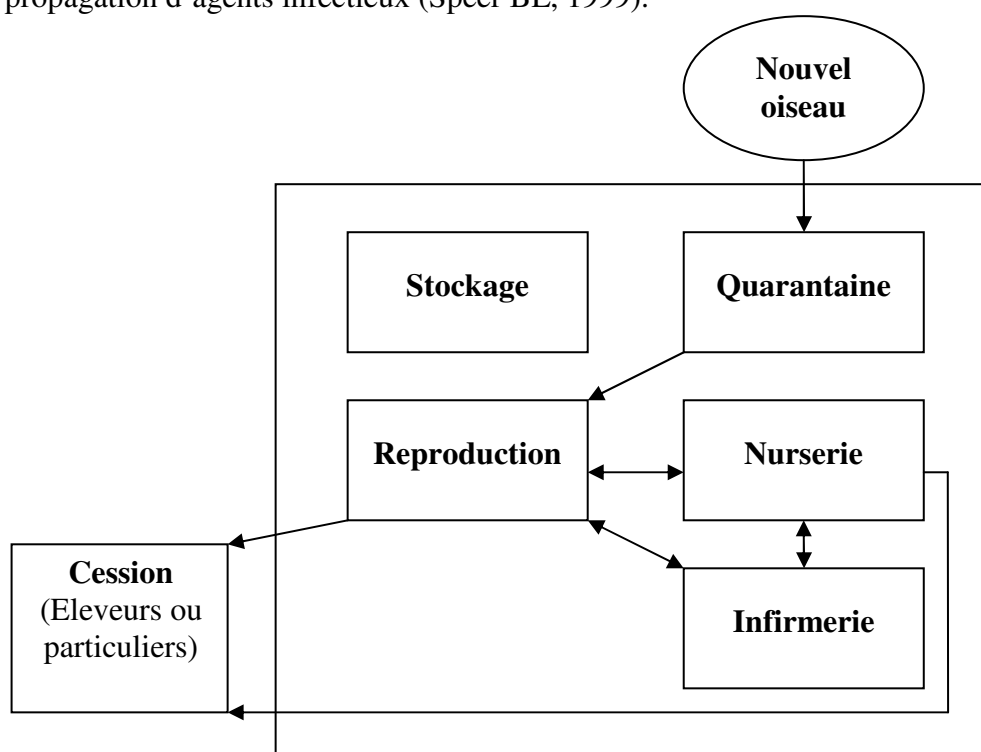 propagation d'agents infectieux (Speer BL, 1999).
Nouvel
oiseau
Stockage
Quarantaine
Reproduction
Nurserie
Cession
(Eleveurs ou
particuliers)
Infirmerie